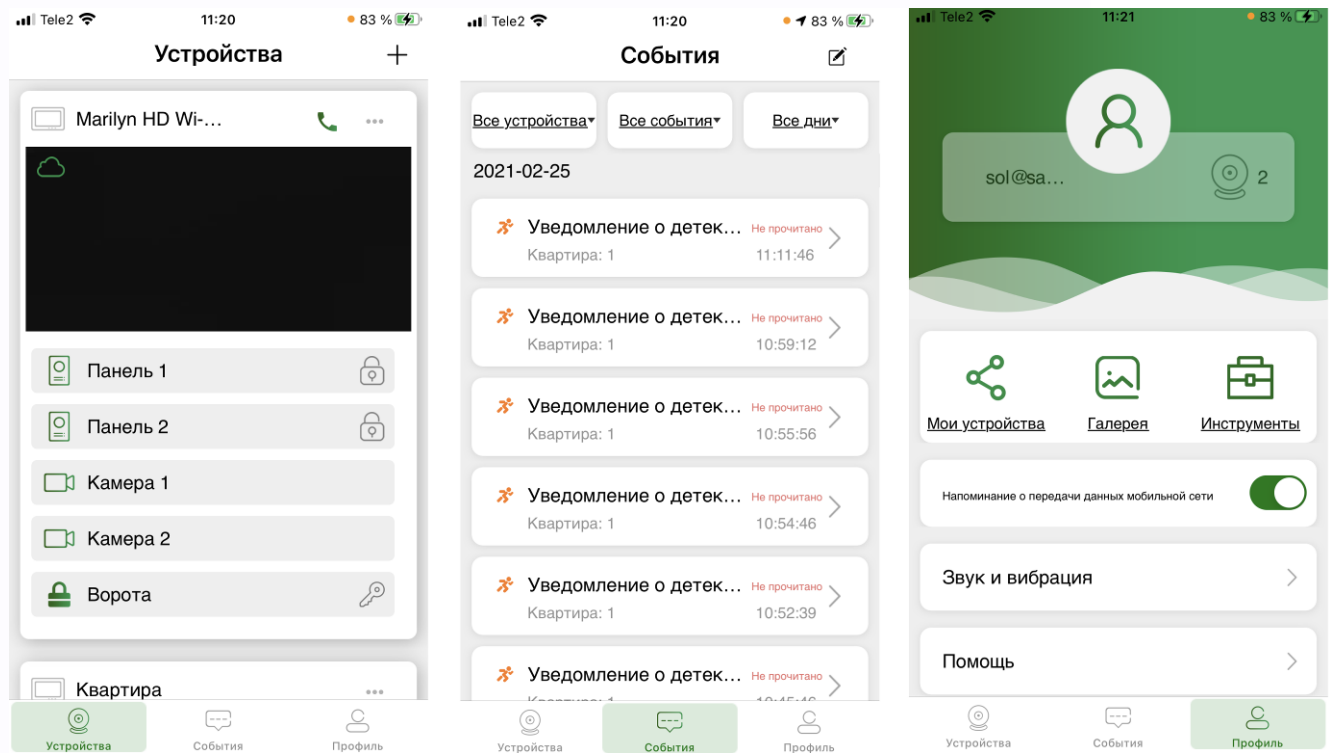 Tele2
11:20
83 %
Устройства
Marilyn HD Wi-...
Панель 1
Панель 2
Камера 1
Камера 2
Ворота
Квартира
Устройства
События
Профиль
Tele2
11:20
83 %
События
Все устройства
Все события
Все дни
2021-02-25
Уведомление о детек...
Не прочитано
Квартира: 1
11:11:46
Уведомление о детек...
Не прочитано
Квартира: 1
10:59:12
Уведомление о детек...
Не прочитано
Квартира: 1
10:55:56
Уведомление о детек...
Не прочитано
Квартира: 1
10:54:46
Уведомление о детек...
Не прочитано
Квартира: 1
10:52:39
Уведомление о детек...
Не прочитано
Устройства
События
Профиль
Tele2
11:21
83 %
sol@sa...
2
Мои устройства
Галерея
Инструменты
Напоминание о передачи данных мобильной сети
Звук и вибрация
Помощь
Устройства
События
Профиль